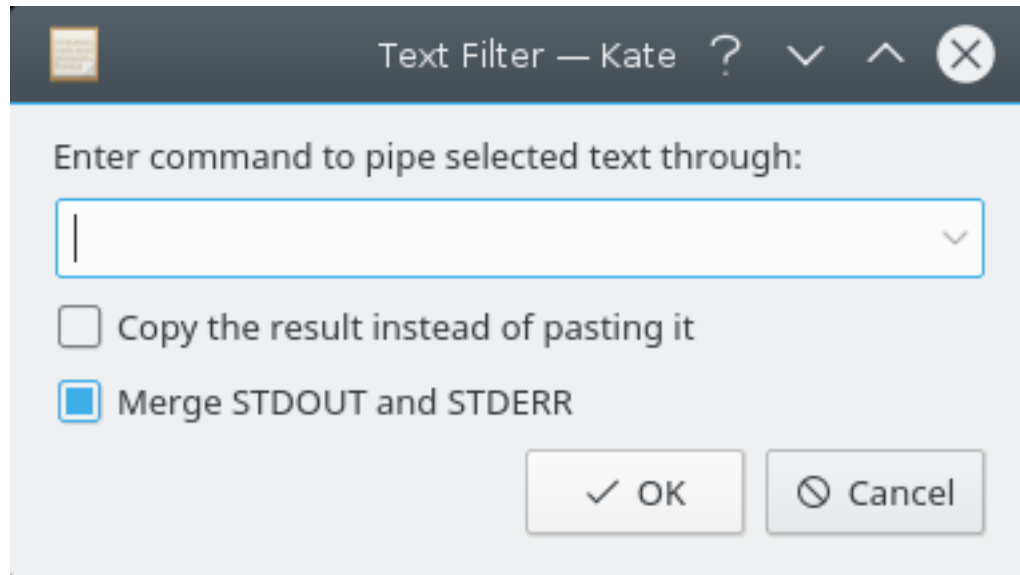 Text Filter — Kate
Enter command to pipe selected text through:
Copy the result instead of pasting it
Merge STDOUT and STDERR
OK
Cancel